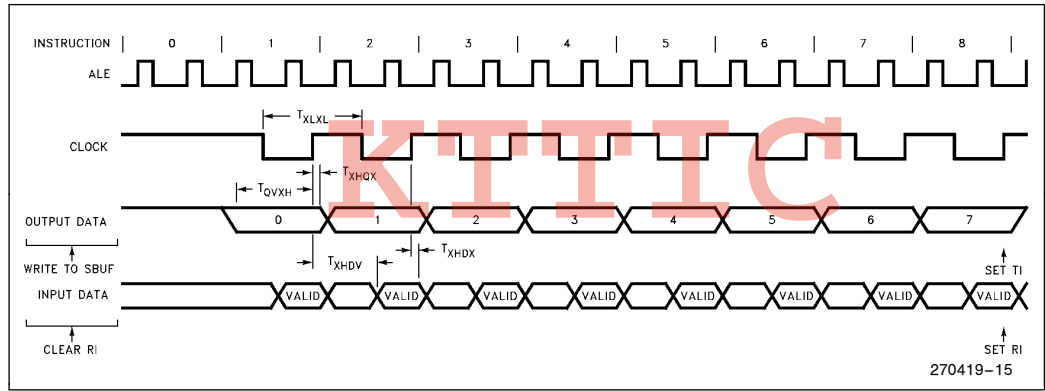 INSTRUCTION 0 1 2 3 4 5 6 7 8
ALE
TXLXL
CLOCK
TXHQX
TQVXH
OUTPUT DATA 0 1 2 3 4 5 6 7
TXHDX
TXHDV
WRITE TO SBUF
SET TI
INPUT DATA VALID VALID VALID VALID VALID VALID VALID VALID
CLEAR RI
SET RI
270419-15
KTTIC